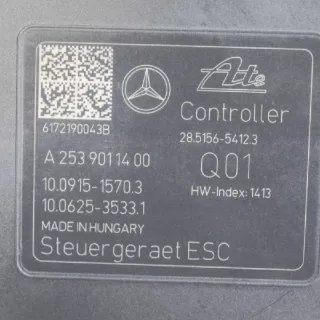 Ate
Controller
6172190043B
28.5156-5412.3
A 253 901 14 00
Q01
10.0915-1570.3
HW-Index: 1413
10.0625-3533.1
MADE IN HUNGARY
Steuergeraet ESC